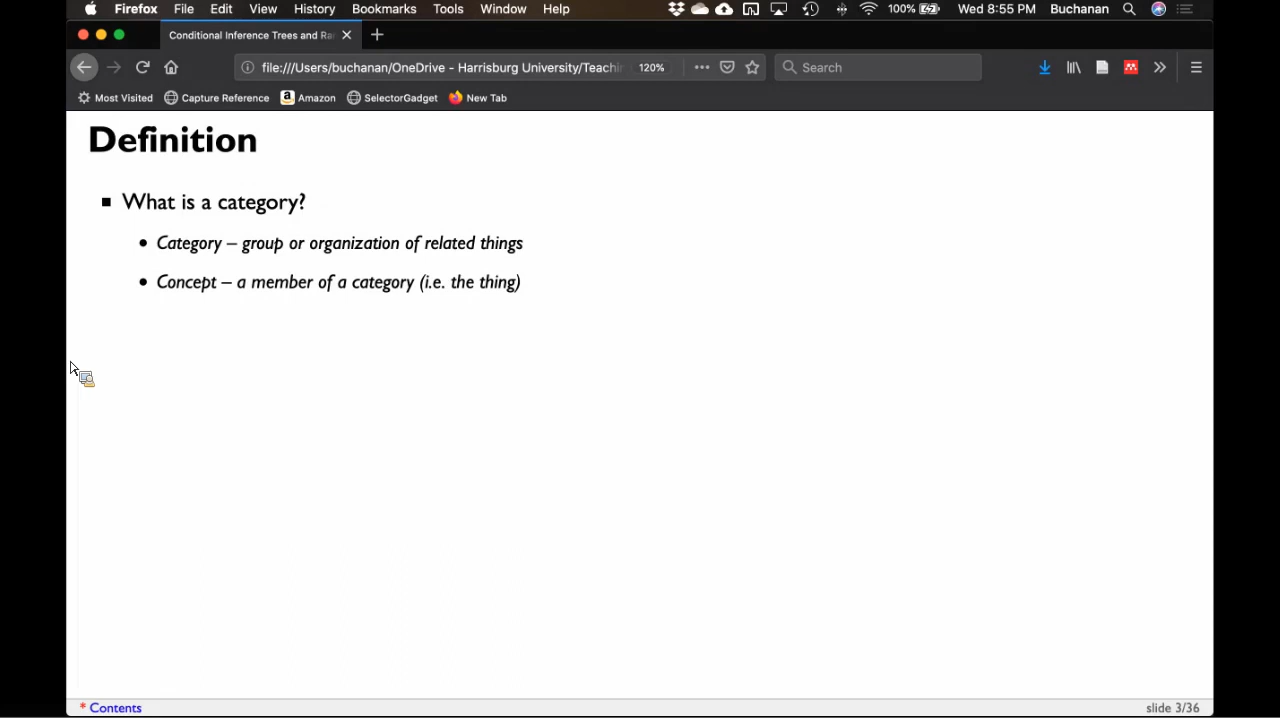 Firefox File Edit View History Bookmarks Tools Window Help 100% Wed 8:55 PM Buchanan
Conditional Inference Trees and Ra
file:///Users/buchanan/OneDrive - Harrisburg University/Teachi 120% Search
Most Visited Capture Reference Amazon SelectorGadget New Tab
Definition
What is a category?
Category – group or organization of related things
Concept – a member of a category (i.e. the thing)
* Contents slide 3/36